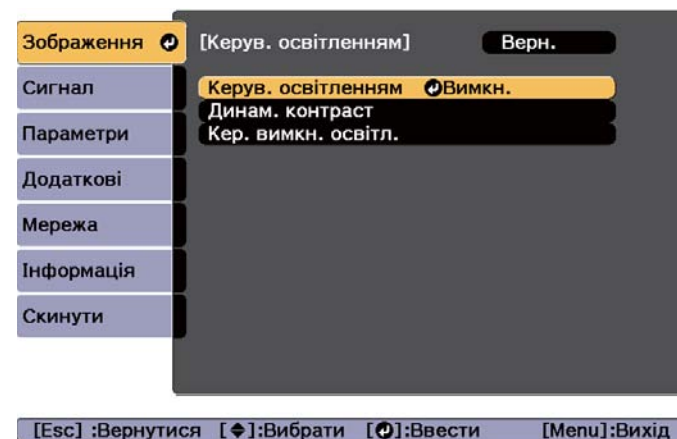 Зображення
[Керув. освітленням] Верн.
Сигнал
Керув. освітленням Вимкн.
Динам. контраст
Параметри
Кер. вимкн. освітл.
Додаткові
Мережа
Інформація
Скинути
[Esc] :Вернутися []:Вибрати []:Ввести [Menu]:Вихід